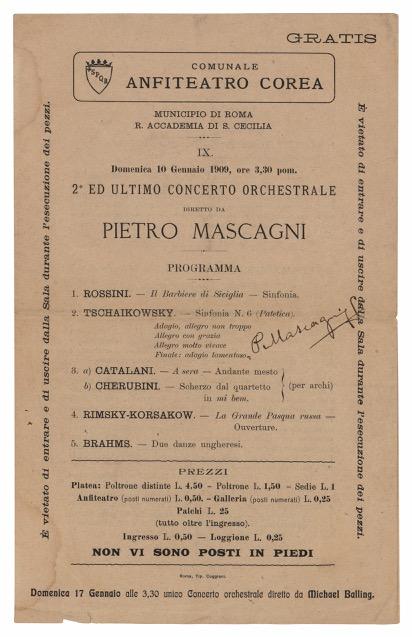 GRATIS
SPQR
COMUNALE
ANFITEATRO COREA
MUNICIPIO DI ROMA
R. ACCADEMIA DI S. CECILIA
IX.
Domenica 10 Gennaio 1909, ore 3,30 pom.
2° ED ULTIMO CONCERTO ORCHESTRALE
DIRETTO DA
PIETRO MASCAGNI
PROGRAMMA
1. ROSSINI. — Il Barbiere di Siciglia — Sinfonia.
2. TSCHAIKOWSKY. — Sinfonia N. 6 (Patetica).
Adagio, allegro non troppo
Allegro con grazia
Allegro molto vivace
Finale: adagio lamentoso.
P. Mascagni
3. a) CATALANI. — A sera — Andante mesto
b) CHERUBINI. — Scherzo dal quartetto
in mi bem.
(per archi)
4. RIMSKY-KORSAKOW. — La Grande Pasqua russa —
Ouverture.
5. BRAHMS. — Due danze ungheresi.
PREZZI
Platea: Poltrone distinte L. 4,50 – Poltrone L. 1,50 – Sedie L. 1
Anfiteatro (posti numerati) L. 0,50. – Galleria (posti numerati) L. 0,25
Palchi L. 25
(tutto oltre l'ingresso).
Ingresso L. 0,50 — Loggione L. 0,25
NON VI SONO POSTI IN PIEDI
Roma, Tip. Coggiani.
Domenica 17 Gennaio alle 3,30 unico Concerto orchestrale diretto da Michael Balling.
È vietato di entrare e di uscire dalla Sala durante l'esecuzione dei pezzi.
È vietato di entrare e di uscire dalla Sala durante l'esecuzione dei pezzi.